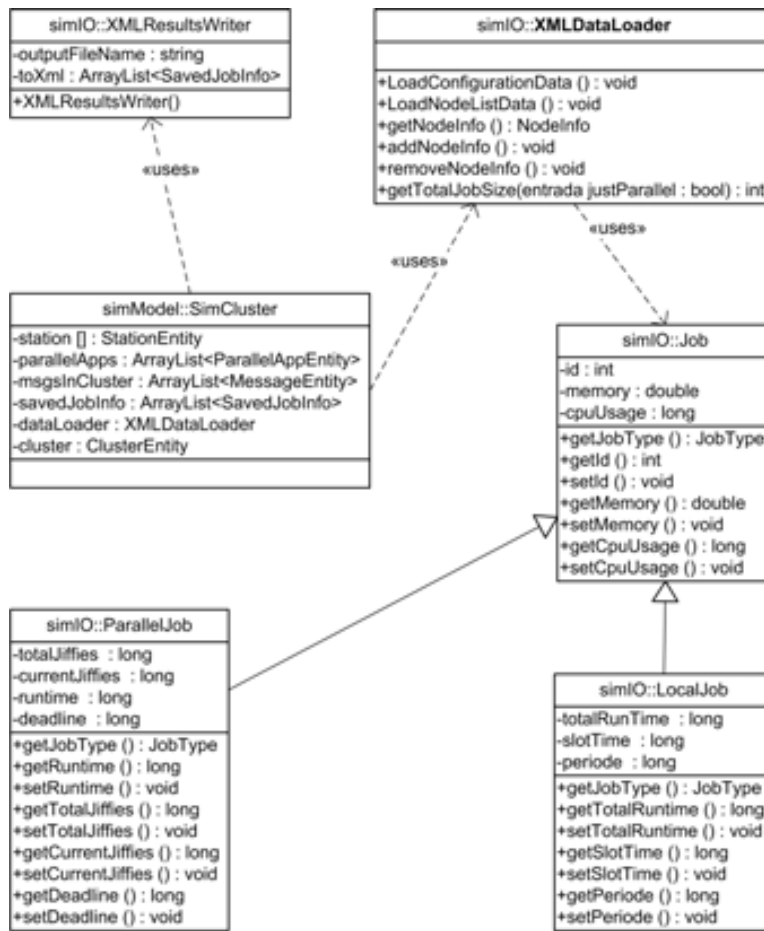 simIO::XMLResultsWriter
-outputFileName : string
-toXml : ArrayList<SavedJobInfo>
+XMLResultsWriter()
simIO::XMLDataLoader
+LoadConfigurationData () : void
+LoadNodeListData () : void
+getNodeInfo () : NodeInfo
+addNodeInfo () : void
+removeNodeInfo () : void
+getTotalJobSize(entrada justParallel : bool) : int
«uses»
«uses»
«uses»
simModel::SimCluster
-station [] : StationEntity
-parallelApps : ArrayList<ParallelAppEntity>
-msgsInCluster : ArrayList<MessageEntity>
-savedJobInfo : ArrayList<SavedJobInfo>
-dataLoader : XMLDataLoader
-cluster : ClusterEntity
simIO::Job
-id : int
-memory : double
-cpuUsage : long
+getJobType () : JobType
+getId () : int
+setId () : void
+getMemory () : double
+setMemory () : void
+getCpuUsage () : long
+setCpuUsage () : void
simIO::ParallelJob
-totalJiffies : long
-currentJiffies : long
-runtime : long
-deadline : long
+getJobType () : JobType
+getRuntime () : long
+setRuntime () : void
+getTotalJiffies () : long
+setTotalJiffies () : void
+getCurrentJiffies () : long
+setCurrentJiffies () : void
+getDeadline () : long
+setDeadline () : void
simIO::LocalJob
-totalRunTime : long
-slotTime : long
-periode : long
+getJobType () : JobType
+getTotalRuntime () : long
+setTotalRuntime () : void
+getSlotTime () : long
+setSlotTime () : void
+getPeriode () : long
+setPeriode () : void